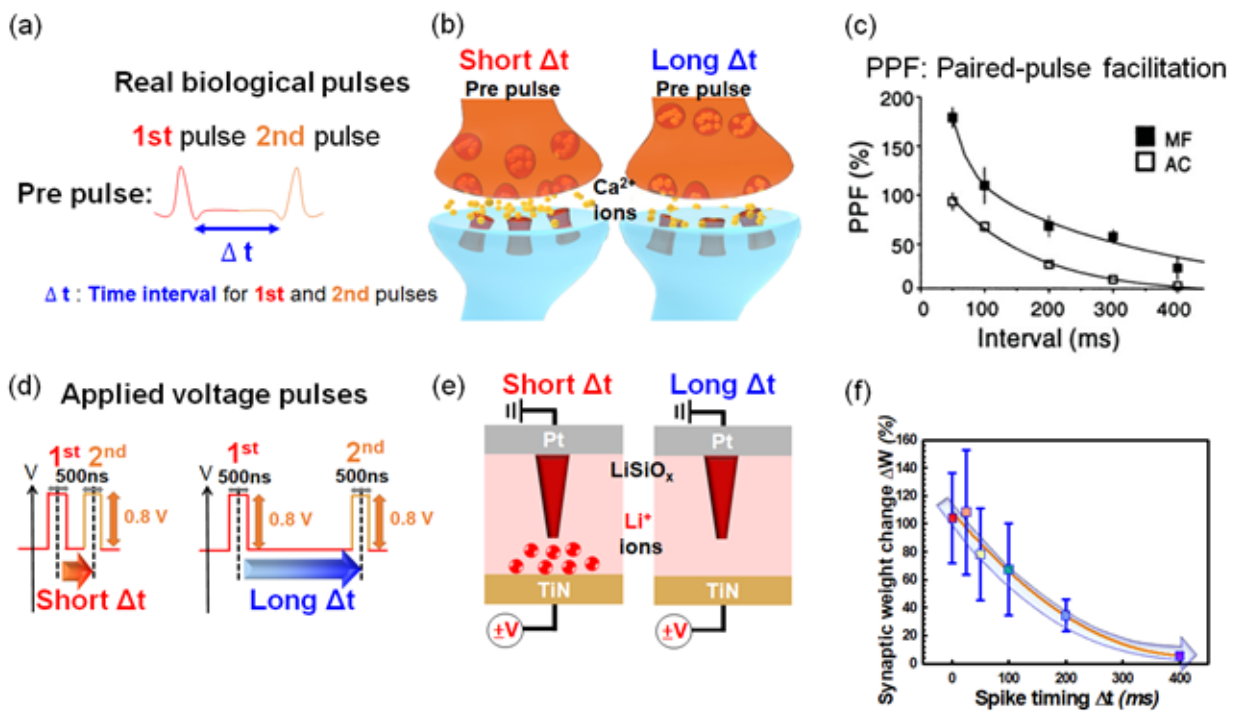 (a)
Real biological pulses
1st pulse 2nd pulse
Pre pulse:
Δ t
Δ t : Time interval for 1st and 2nd pulses
(b)
Short Δt
Long Δt
Pre pulse
Pre pulse
Ca²⁺
ions
(c)
PPF: Paired-pulse facilitation
200
150
100
50
0
PPF (%)
MF
AC
0 100 200 300 400
Interval (ms)
(d)
Applied voltage pulses
V
1st 2nd
500ns
0.8 V
Short Δt
V
1st
500ns
0.8 V
2nd
500ns
0.8 V
Long Δt
(e)
Short Δt
Long Δt
Pt
Pt
LiSiOₓ
Li⁺
ions
TiN
TiN
±V
±V
(f)
Synaptic weight change ΔW (%)
160
140
120
100
80
60
40
20
0
0 100 200 300 400
Spike timing Δt (ms)